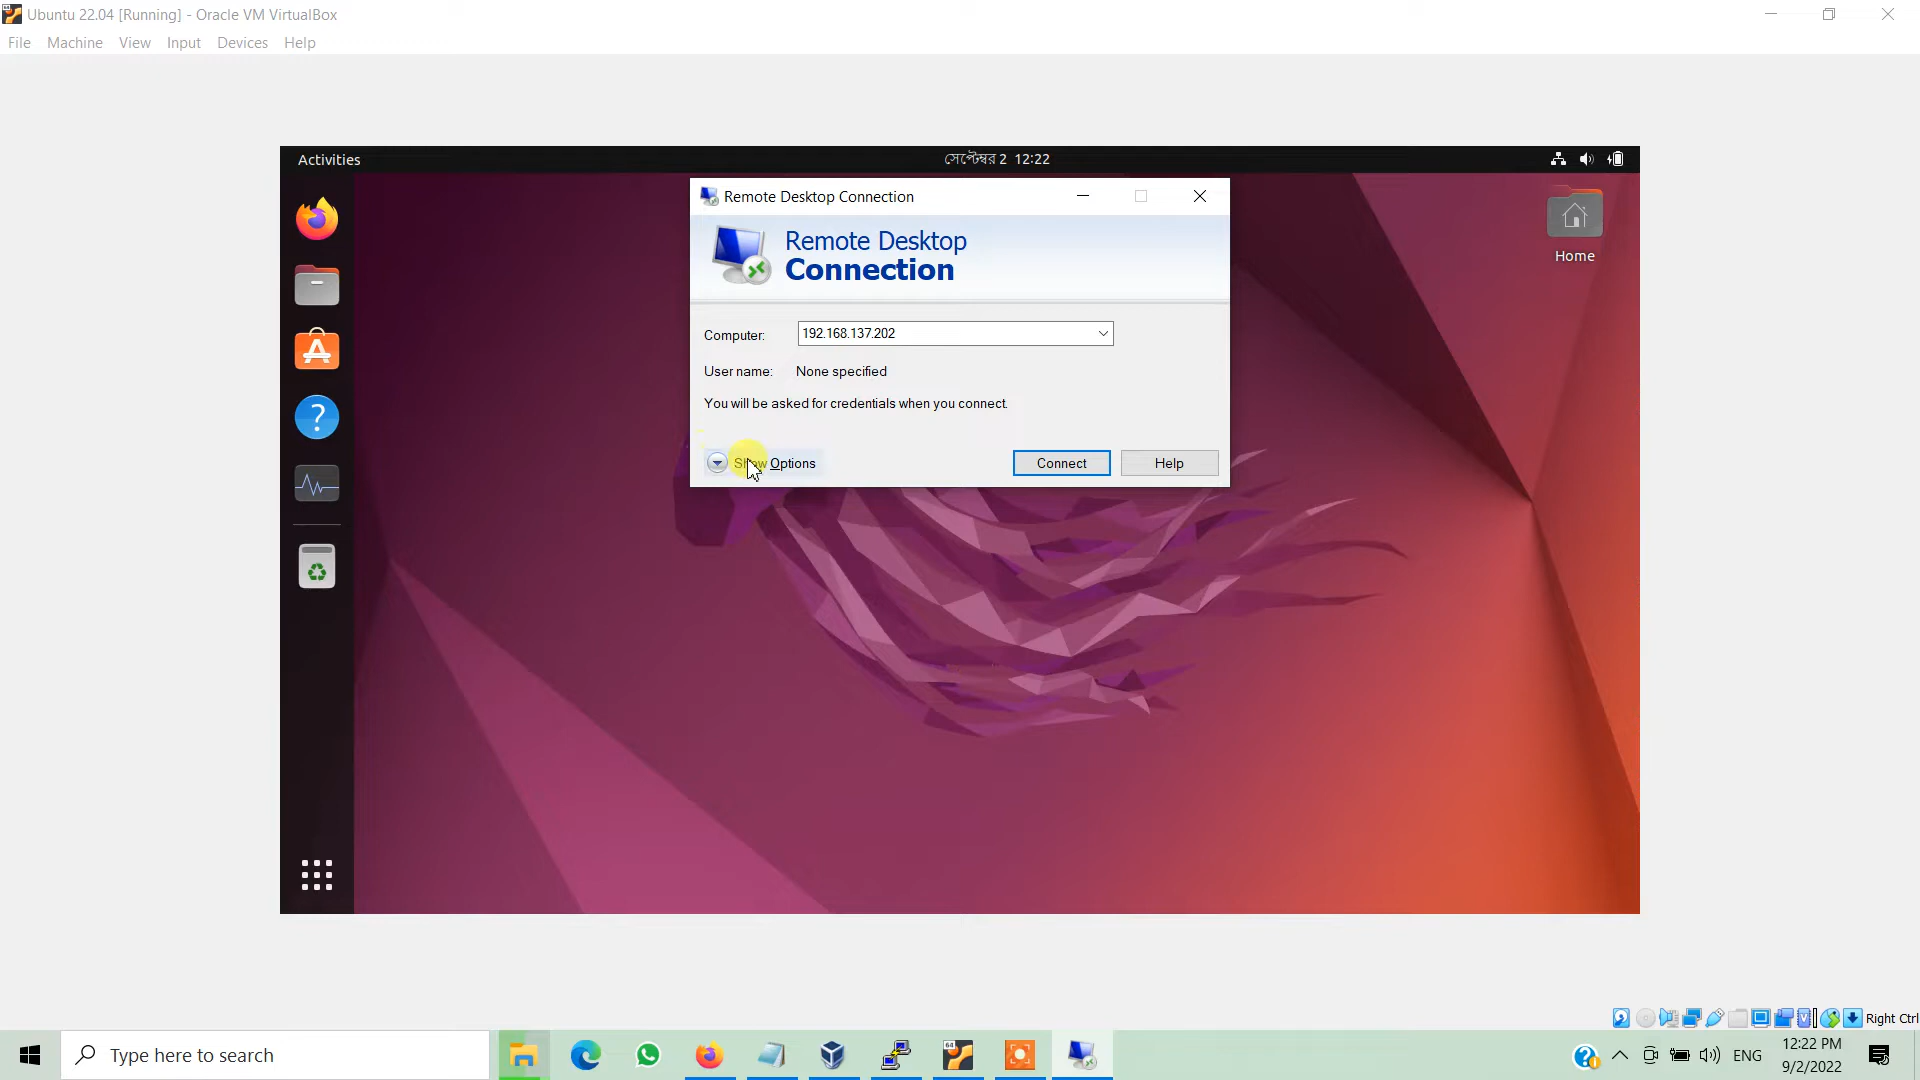 Ubuntu 22.04 [Running] - Oracle VM VirtualBox
File Machine View Input Devices Help
Activities
সেপ্টেম্বর 2 12:22
Remote Desktop Connection
Remote Desktop
Connection
Home
Computer: 192.168.137.202
User name: None specified
You will be asked for credentials when you connect.
Show Options
Connect
Help
Right Ctrl
Type here to search
64
ENG
12:22 PM
9/2/2022